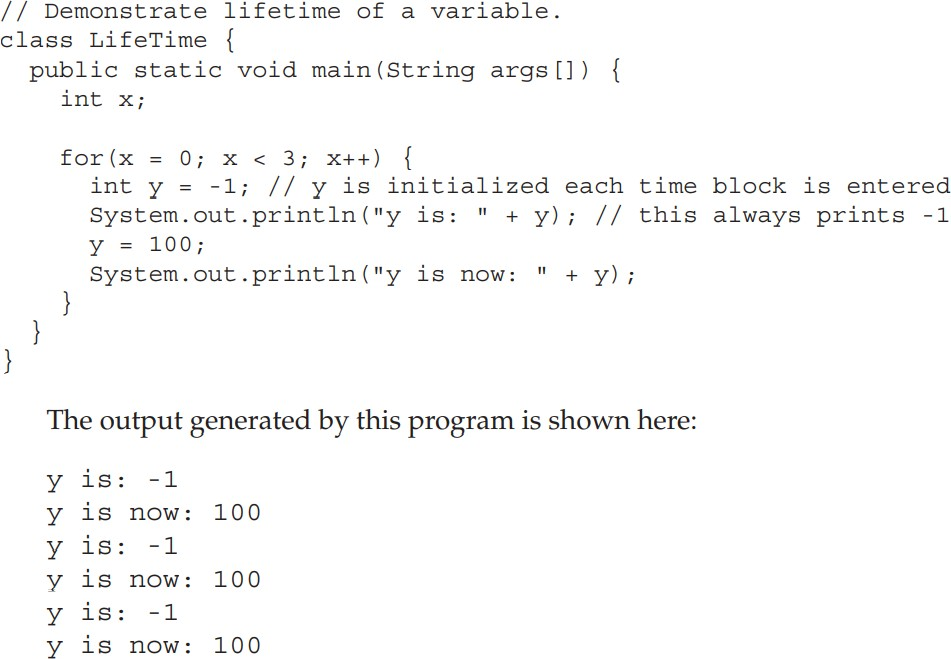 // Demonstrate lifetime of a variable.
class LifeTime {
public static void main(String args[]) {
int x;
for(x = 0; x < 3; x++) {
int y = -1; // y is initialized each time block is entered
System.out.println("y is: " + y); // this always prints -1
y = 100;
System.out.println("y is now: " + y);
}
}
}
The output generated by this program is shown here:
y is: -1
y is now: 100
y is: -1
y is now: 100
y is: -1
y is now: 100